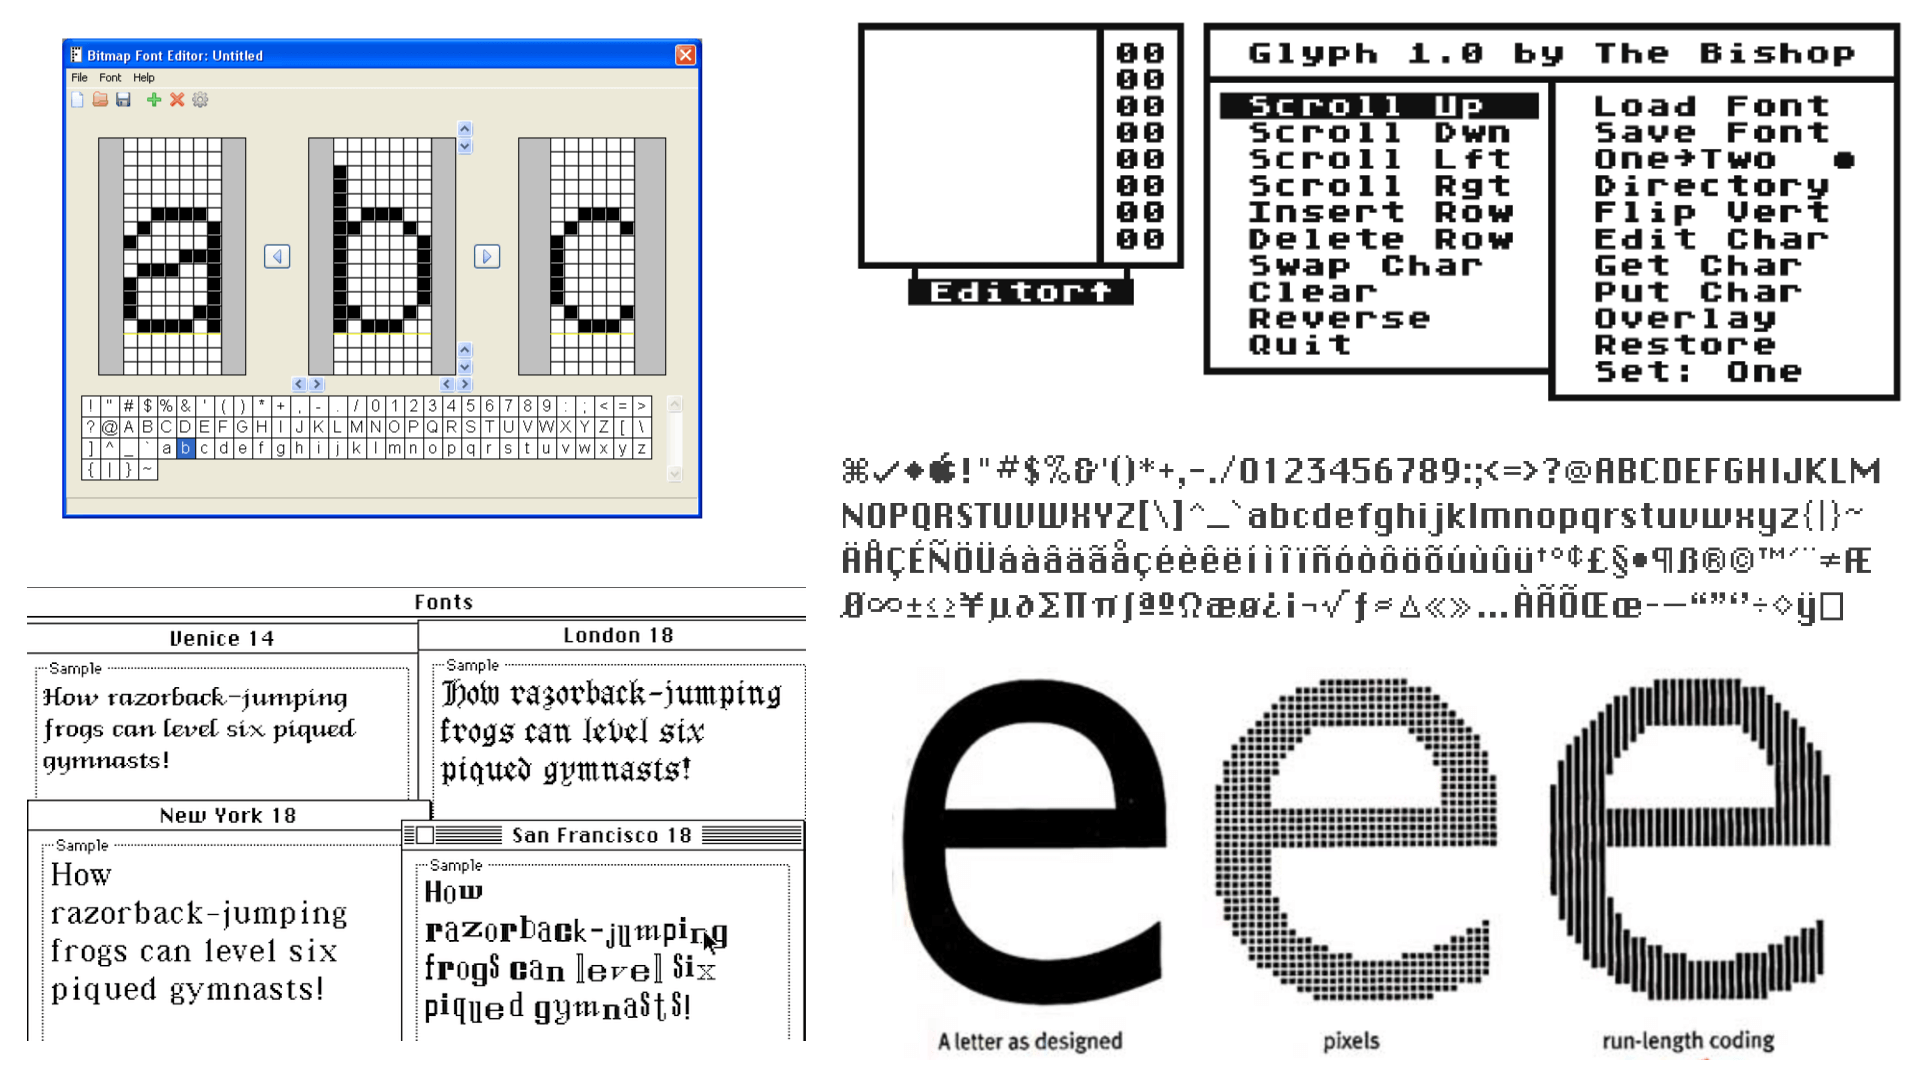 Bitmap Font Editor: Untitled
File Font Help
a b c
! " # $ % & ' ( ) * + , - . / 0 1 2 3 4 5 6 7 8 9 : ; < = >
? @ A B C D E F G H I J K L M N O P Q R S T U V W X Y Z [ \
] ^ _ ` a b c d e f g h i j k l m n o p q r s t u v w x y z
{ | } ~
00
00
00
00
00
00
00
00
Editor↑
Glyph 1.0 by The Bishop
Scroll Up
Scroll Dwn
Scroll Lft
Scroll Rgt
Insert Row
Delete Row
Swap Char
Clear
Reverse
Quit
Load Font
Save Font
One→Two ●
Directory
Flip Vert
Edit Char
Get Char
Put Char
Overlay
Restore
Set: One
⌘✓◆!"#$%&'()*+,-./0123456789:;<=>?@ABCDEFGHIJKLM
NOPQRSTUVWXYZ[\]^_`abcdefghijklmnopqrstuvwxyz{|}~
ÄÅÇÉÑÖÜáàâäãåçéèêëíìîïñóòôöõúùûü†°¢£§•¶ß®©™´¨≠Æ
Ø∞±≤≥¥µ∂∑∏π∫ªºΩæø¿¡¬√ƒ≈∆«»…ÀÃÕŒœ–—“”‘’÷◊ÿ
Fonts
Venice 14
Sample
How razorback-jumping
frogs can level six piqued
gymnasts!
London 18
Sample
How razorback-jumping
frogs can level six
piqued gymnasts!
New York 18
Sample
How
razorback-jumping
frogs can level six
piqued gymnasts!
San Francisco 18
Sample
How
razorback-jumping
frogs can level six
piqued gymnasts!
e e e
A letter as designed
pixels
run-length coding